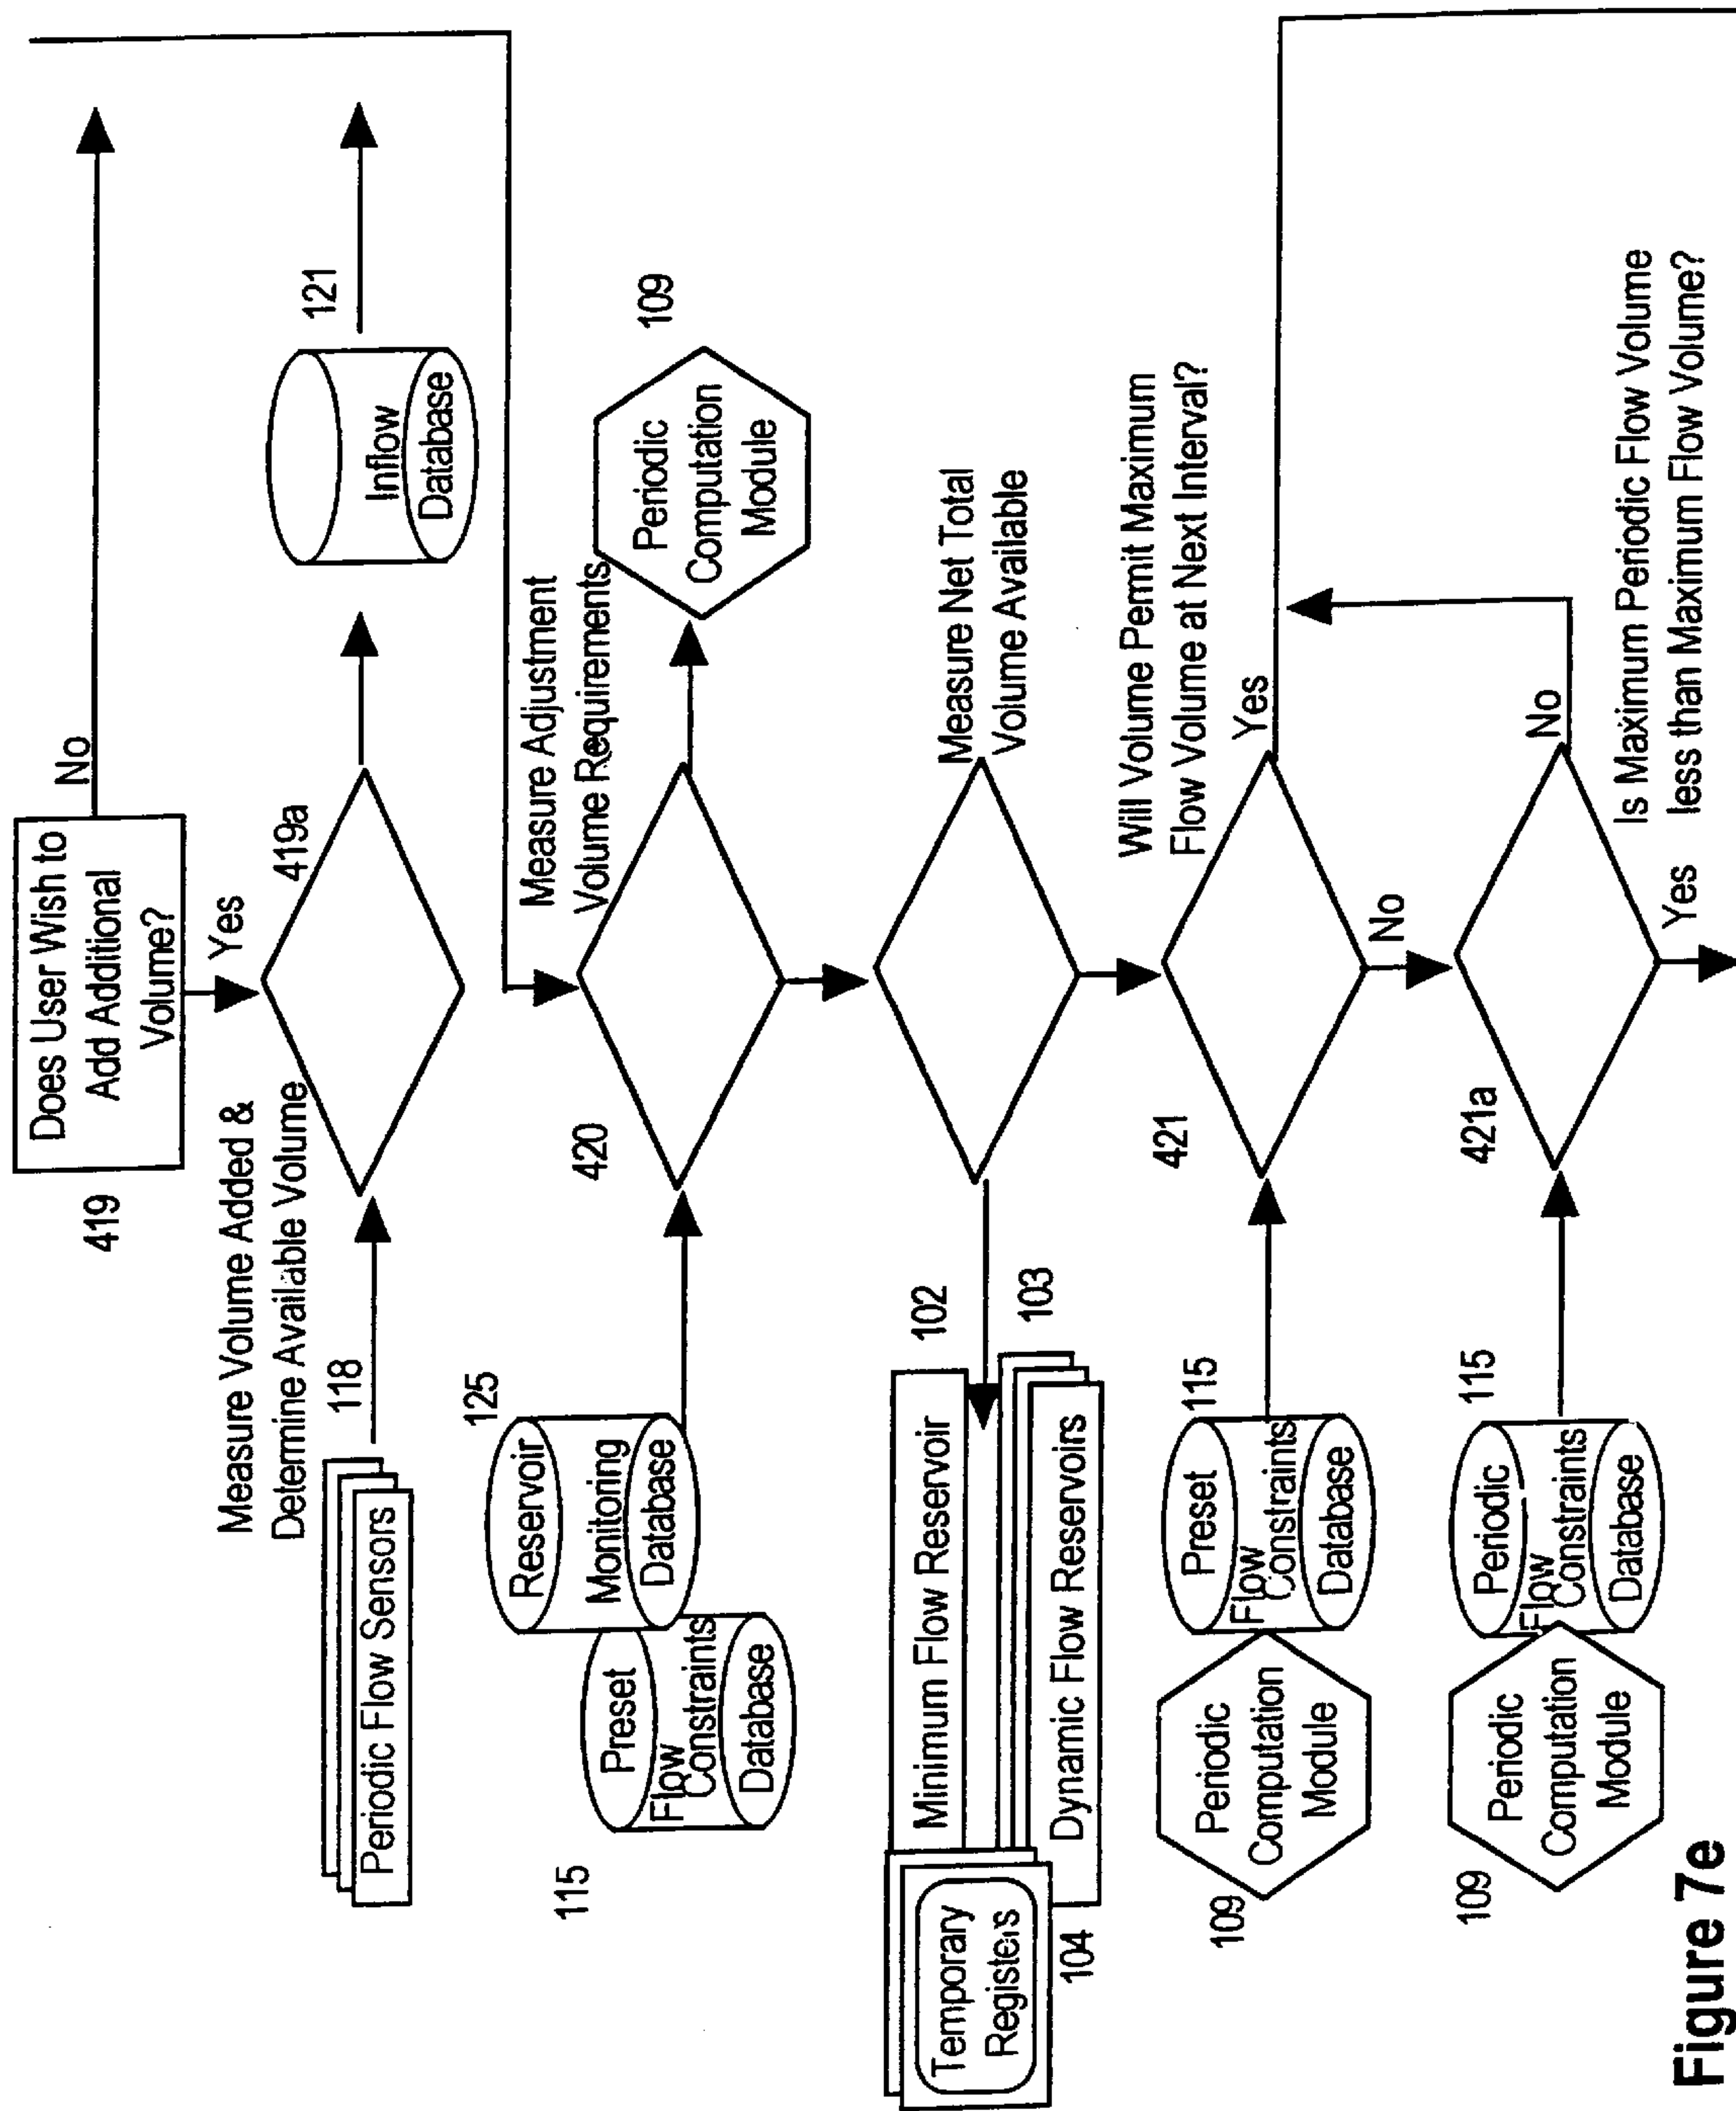 Does User Wish to
Add Additional
Volume?
No
419
Yes
Measure Volume Added &
Determine Available Volume
419a
118
Periodic Flow Sensors
121
Inflow
Database
Measure Adjustment
Volume Requirements
125
Reservoir
Monitoring
Database
420
109
Periodic
Computation
Module
115
Preset
Flow
Constraints
Database
Measure Net Total
Volume Available
102
Minimum Flow Reservoir
103
Dynamic Flow Reservoirs
Temporary
Registers
104
Will Volume Permit Maximum
Flow Volume at Next Interval?
Yes
421
115
Preset
Flow
Constraints
Database
Periodic
Computation
Module
109
No
No
421a
115
Periodic
Flow
Constraints
Database
Periodic
Computation
Module
109
Is Maximum Periodic Flow Volume
less than Maximum Flow Volume?
Yes
Figure 7e